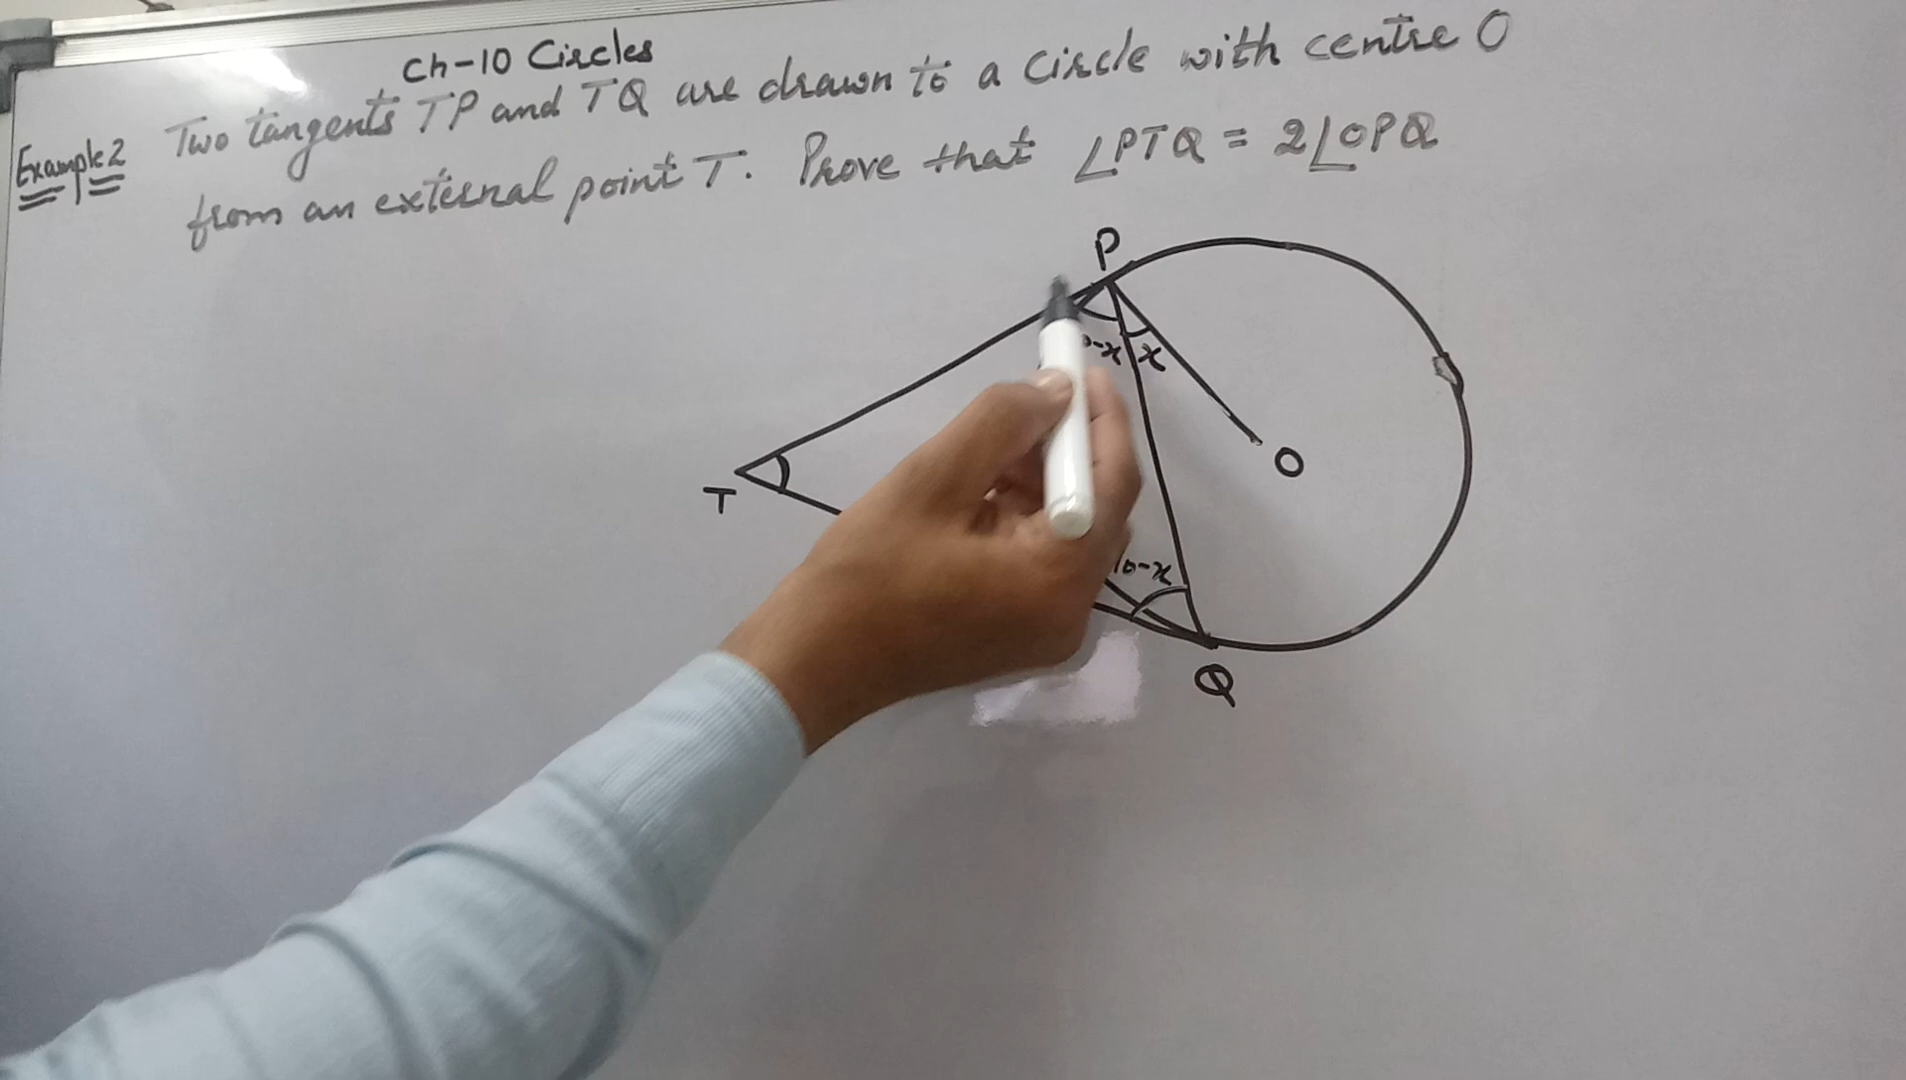 Ch-10 Circles
Example 2 Two tangents TP and TQ are drawn to a circle with centre O
from an external point T. Prove that ∠PTQ = 2∠OPQ
P
-x x
T
O
0-x
Q